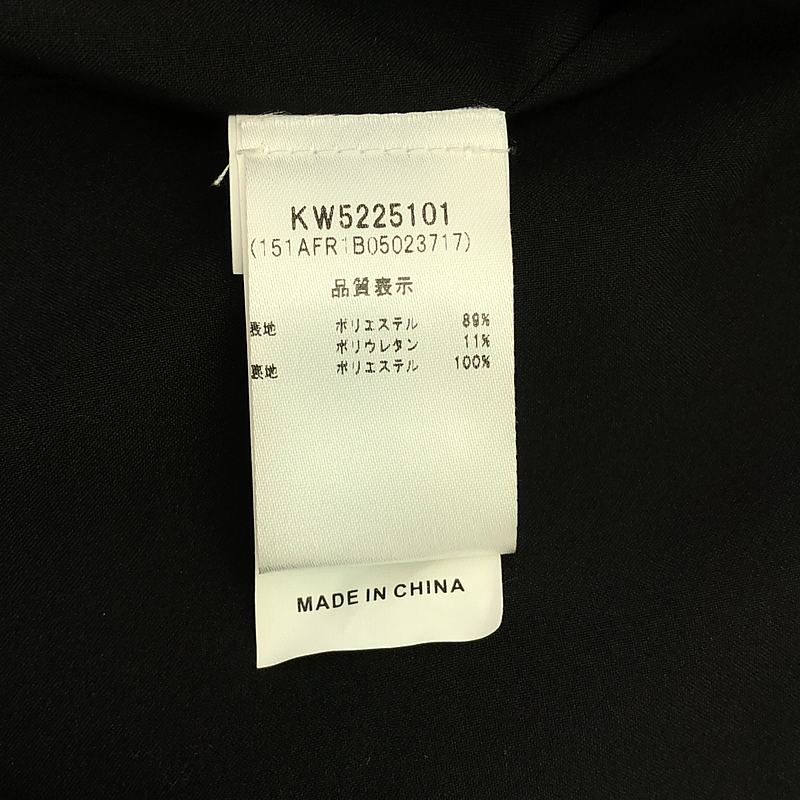 KW5225101
(151AFR1B05023717)
品質表示
表地 ポリエステル 89%
ポリウレタン 11%
裏地 ポリエステル 100%
MADE IN CHINA